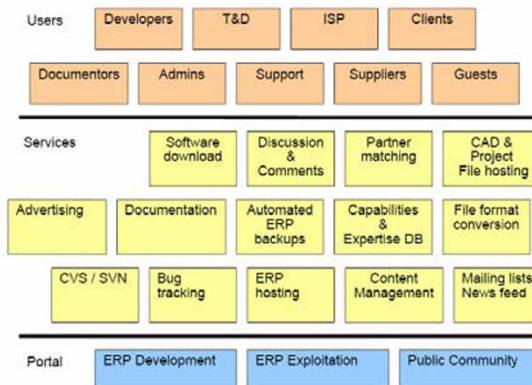 Users
Developers
T&D
ISP
Clients
Documentors
Admins
Support
Suppliers
Guests
Services
Software
download
Discussion
&
Comments
Partner
matching
CAD &
Project
File hosting
Advertising
Documentation
Automated
ERP
backups
Capabilities
&
Expertise DB
File format
conversion
CVS / SVN
Bug
tracking
ERP
hosting
Content
Management
Mailing lists
News feed
Portal
ERP Development
ERP Exploitation
Public Community